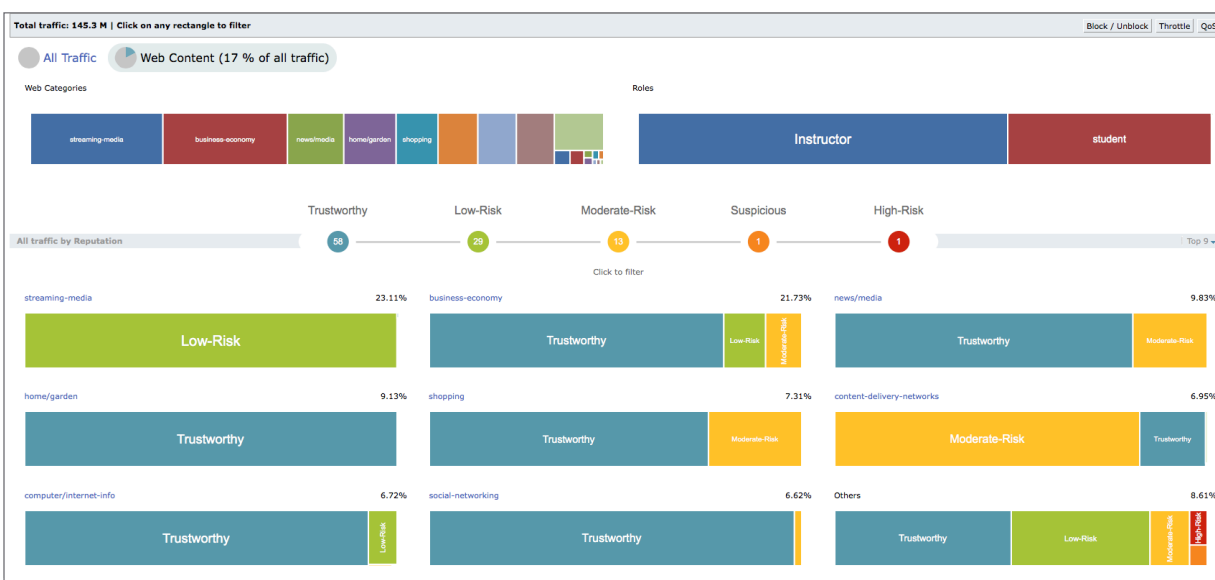 Total traffic: 145.3 M | Click on any rectangle to filter
Block / Unblock
Throttle
QoS
All Traffic
Web Content (17 % of all traffic)
Web Categories
Roles
streaming-media
business-economy
news/media
home/garden
shopping
Instructor
student
Trustworthy
Low-Risk
Moderate-Risk
Suspicious
High-Risk
All traffic by Reputation
58
29
13
1
1
Top 9
Click to filter
streaming-media 23.11%
business-economy 21.73%
news/media 9.83%
Low-Risk
Trustworthy
Low-Risk
Moderate-Risk
Trustworthy
Moderate-Risk
home/garden 9.13%
shopping 7.31%
content-delivery-networks 6.95%
Trustworthy
Trustworthy
Moderate-Risk
Moderate-Risk
Trustworthy
computer/internet-info 6.72%
social-networking 6.62%
Others 8.61%
Trustworthy
Low-Risk
Trustworthy
Trustworthy
Low-Risk
Moderate-Risk
High-Risk